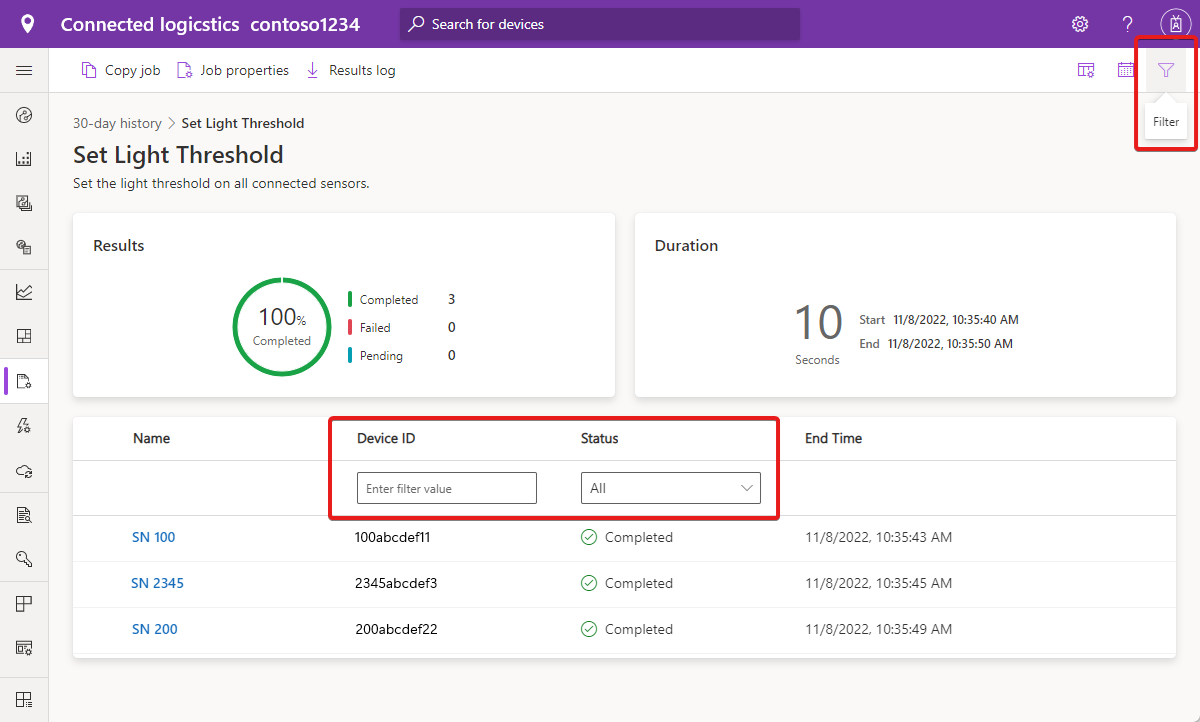 Connected logicstics contoso1234
Search for devices
?
Copy job
Job properties
Results log
Filter
30-day history > Set Light Threshold
Set Light Threshold
Set the light threshold on all connected sensors.
Results
100%
Completed
Completed 3
Failed 0
Pending 0
Duration
10
Seconds
Start 11/8/2022, 10:35:40 AM
End 11/8/2022, 10:35:50 AM
Name Device ID Status End Time
Enter filter value All
SN 100 100abcdef11 Completed 11/8/2022, 10:35:43 AM
SN 2345 2345abcdef3 Completed 11/8/2022, 10:35:45 AM
SN 200 200abcdef22 Completed 11/8/2022, 10:35:49 AM